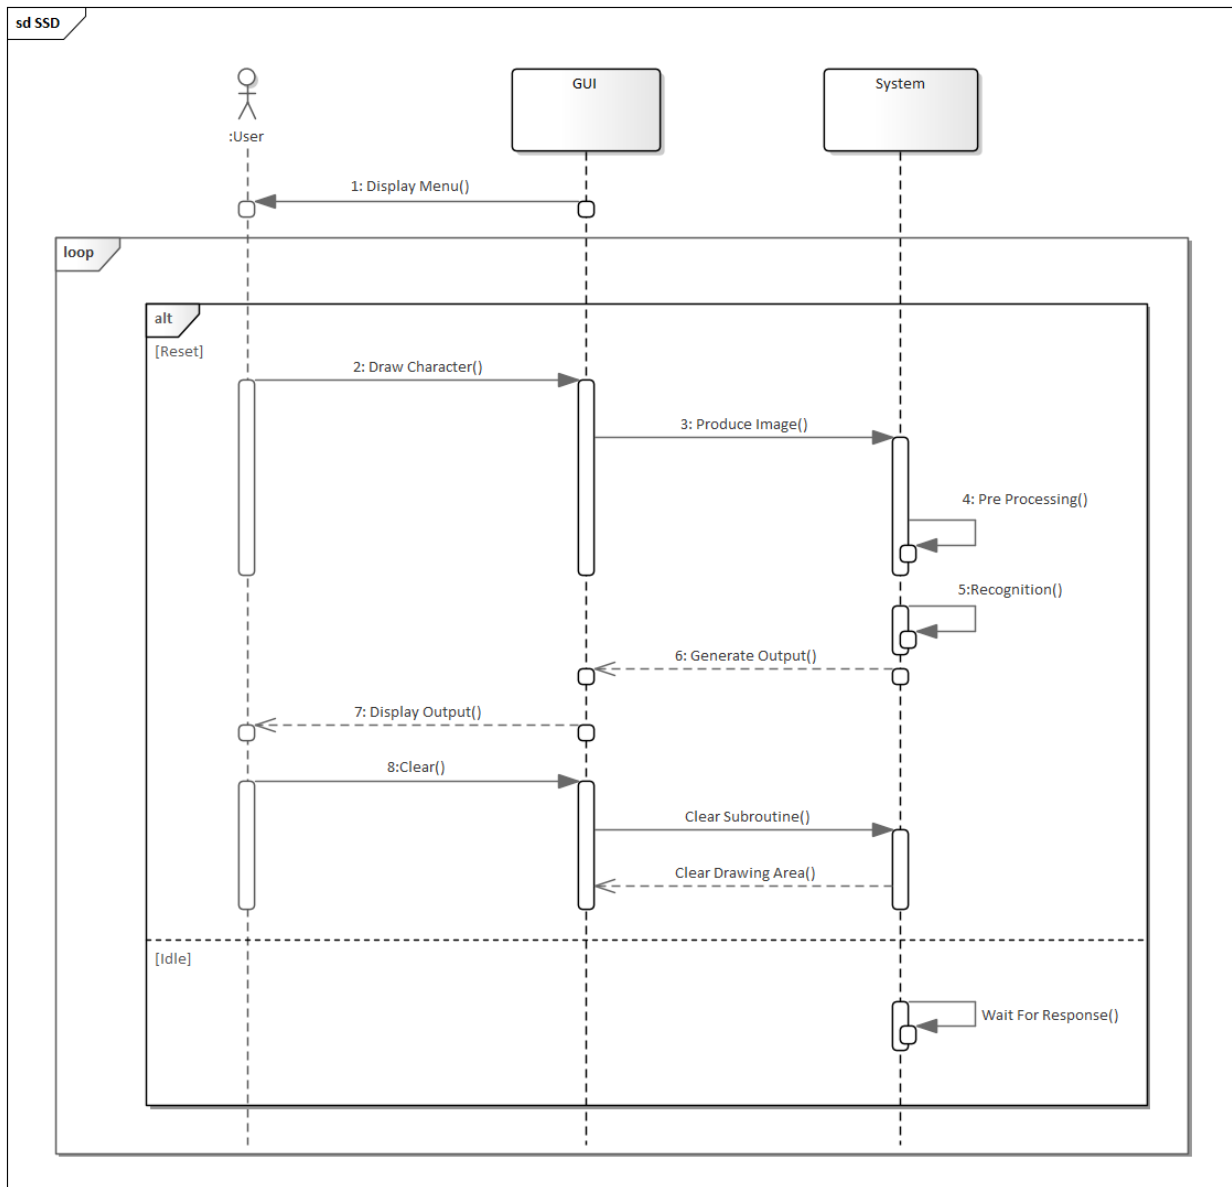 sd SSD
GUI
System
:User
1: Display Menu()
loop
alt
[Reset]
2: Draw Character()
3: Produce Image()
4: Pre Processing()
5:Recognition()
6: Generate Output()
7: Display Output()
8:Clear()
Clear Subroutine()
Clear Drawing Area()
[Idle]
Wait For Response()